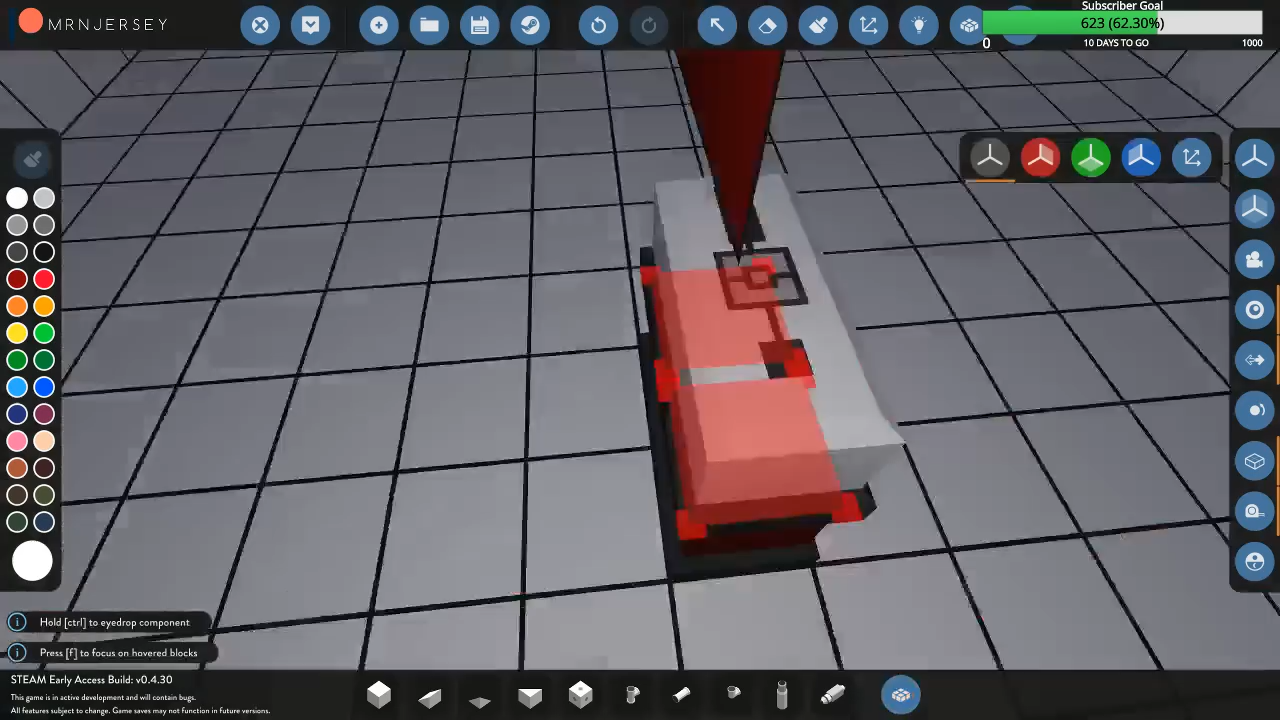 MRNJERSEY
Subscriber Goal
623 (62.30%)
0
10 DAYS TO GO
1000
Hold [ctrl] to eyedrop component
Press [f] to focus on hovered blocks
STEAM Early Access Build: v0.4.30
This game is in active development and will contain bugs.
All features subject to change. Game saves may not function in future versions.